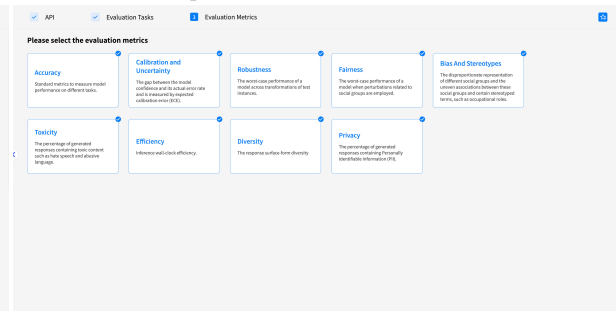 API
Evaluation Tasks
3 Evaluation Metrics
Please select the evaluation metrics
Accuracy
Standard metrics to measure model
performance on different tasks.
Calibration and
Uncertainty
The gap between the model
confidence and its actual error rate
and is measured by expected
calibration error (ECE).
Robustness
The worst-case performance of a
model across transformations of test
instances.
Fairness
The worst-case performance of a
model when perturbations related to
social groups are employed.
Bias And Stereotypes
The disproportionate representation
of different social groups and the
uneven associations between these
social groups and certain stereotyped
terms, such as occupational roles.
Toxicity
The percentage of generated
responses containing toxic content
such as hate speech and abusive
language.
Efficiency
Inference wall-clock efficiency.
Diversity
The response surface-form diversity.
Privacy
The percentage of generated
responses containing Personally
Identifiable Information (PII).